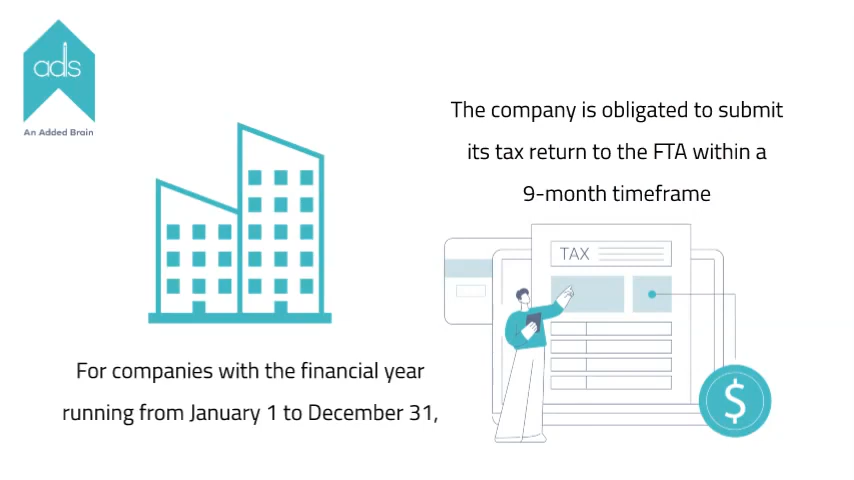 ads
An Added Brain
The company is obligated to submit
its tax return to the FTA within a
9-month timeframe
TAX
$
For companies with the financial year
running from January 1 to December 31,